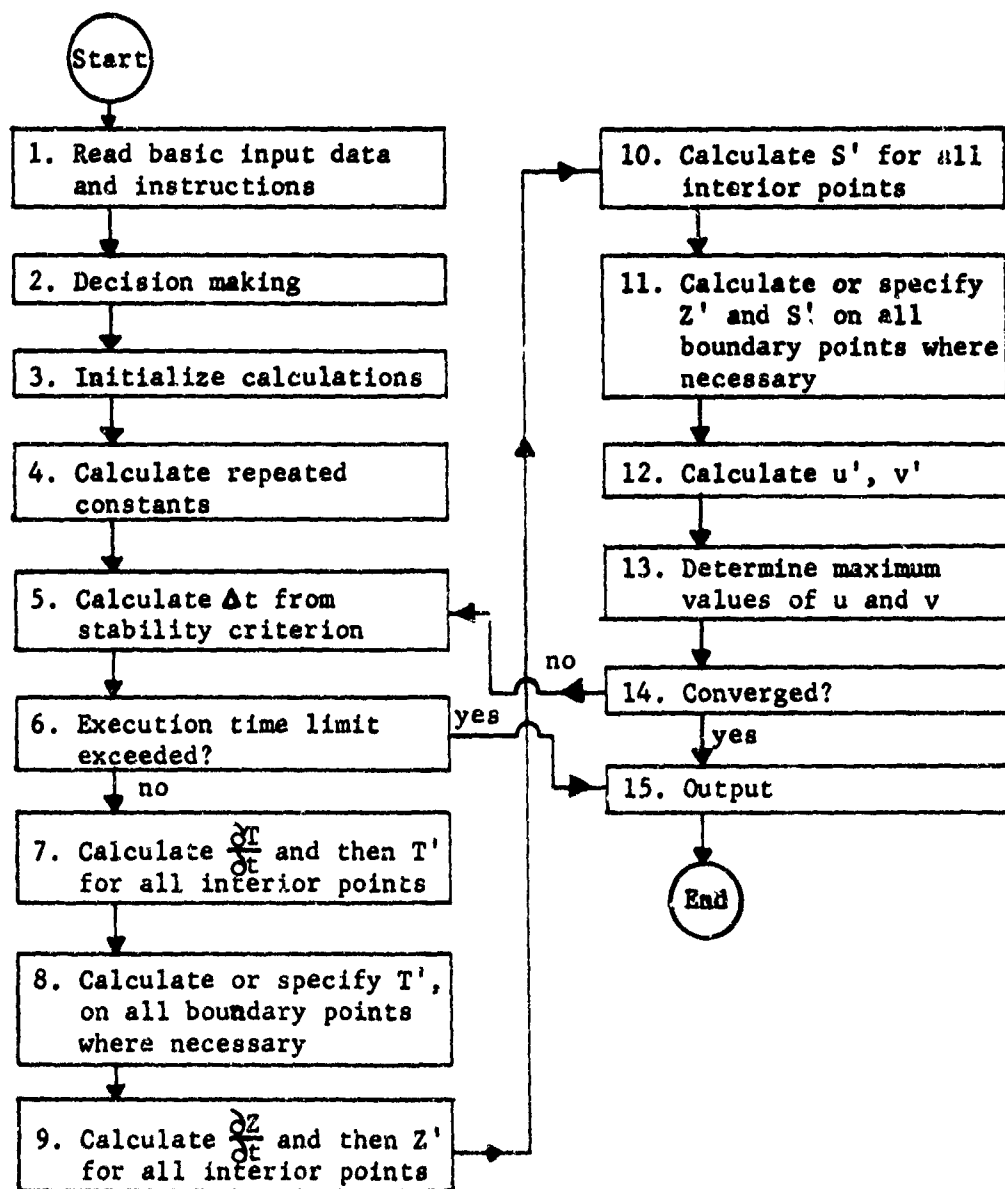 Start
1. Read basic input data
and instructions
2. Decision making
3. Initialize calculations
4. Calculate repeated
constants
5. Calculate Δt from
stability criterion
6. Execution time limit
exceeded?
yes
no
7. Calculate ∂T/∂t and then T'
for all interior points
8. Calculate or specify T',
on all boundary points
where necessary
9. Calculate ∂Z/∂t and then Z'
for all interior points
10. Calculate S' for all
interior points
11. Calculate or specify
Z' and S' on all
boundary points where
necessary
12. Calculate u', v'
13. Determine maximum
values of u and v
no
14. Converged?
yes
15. Output
End